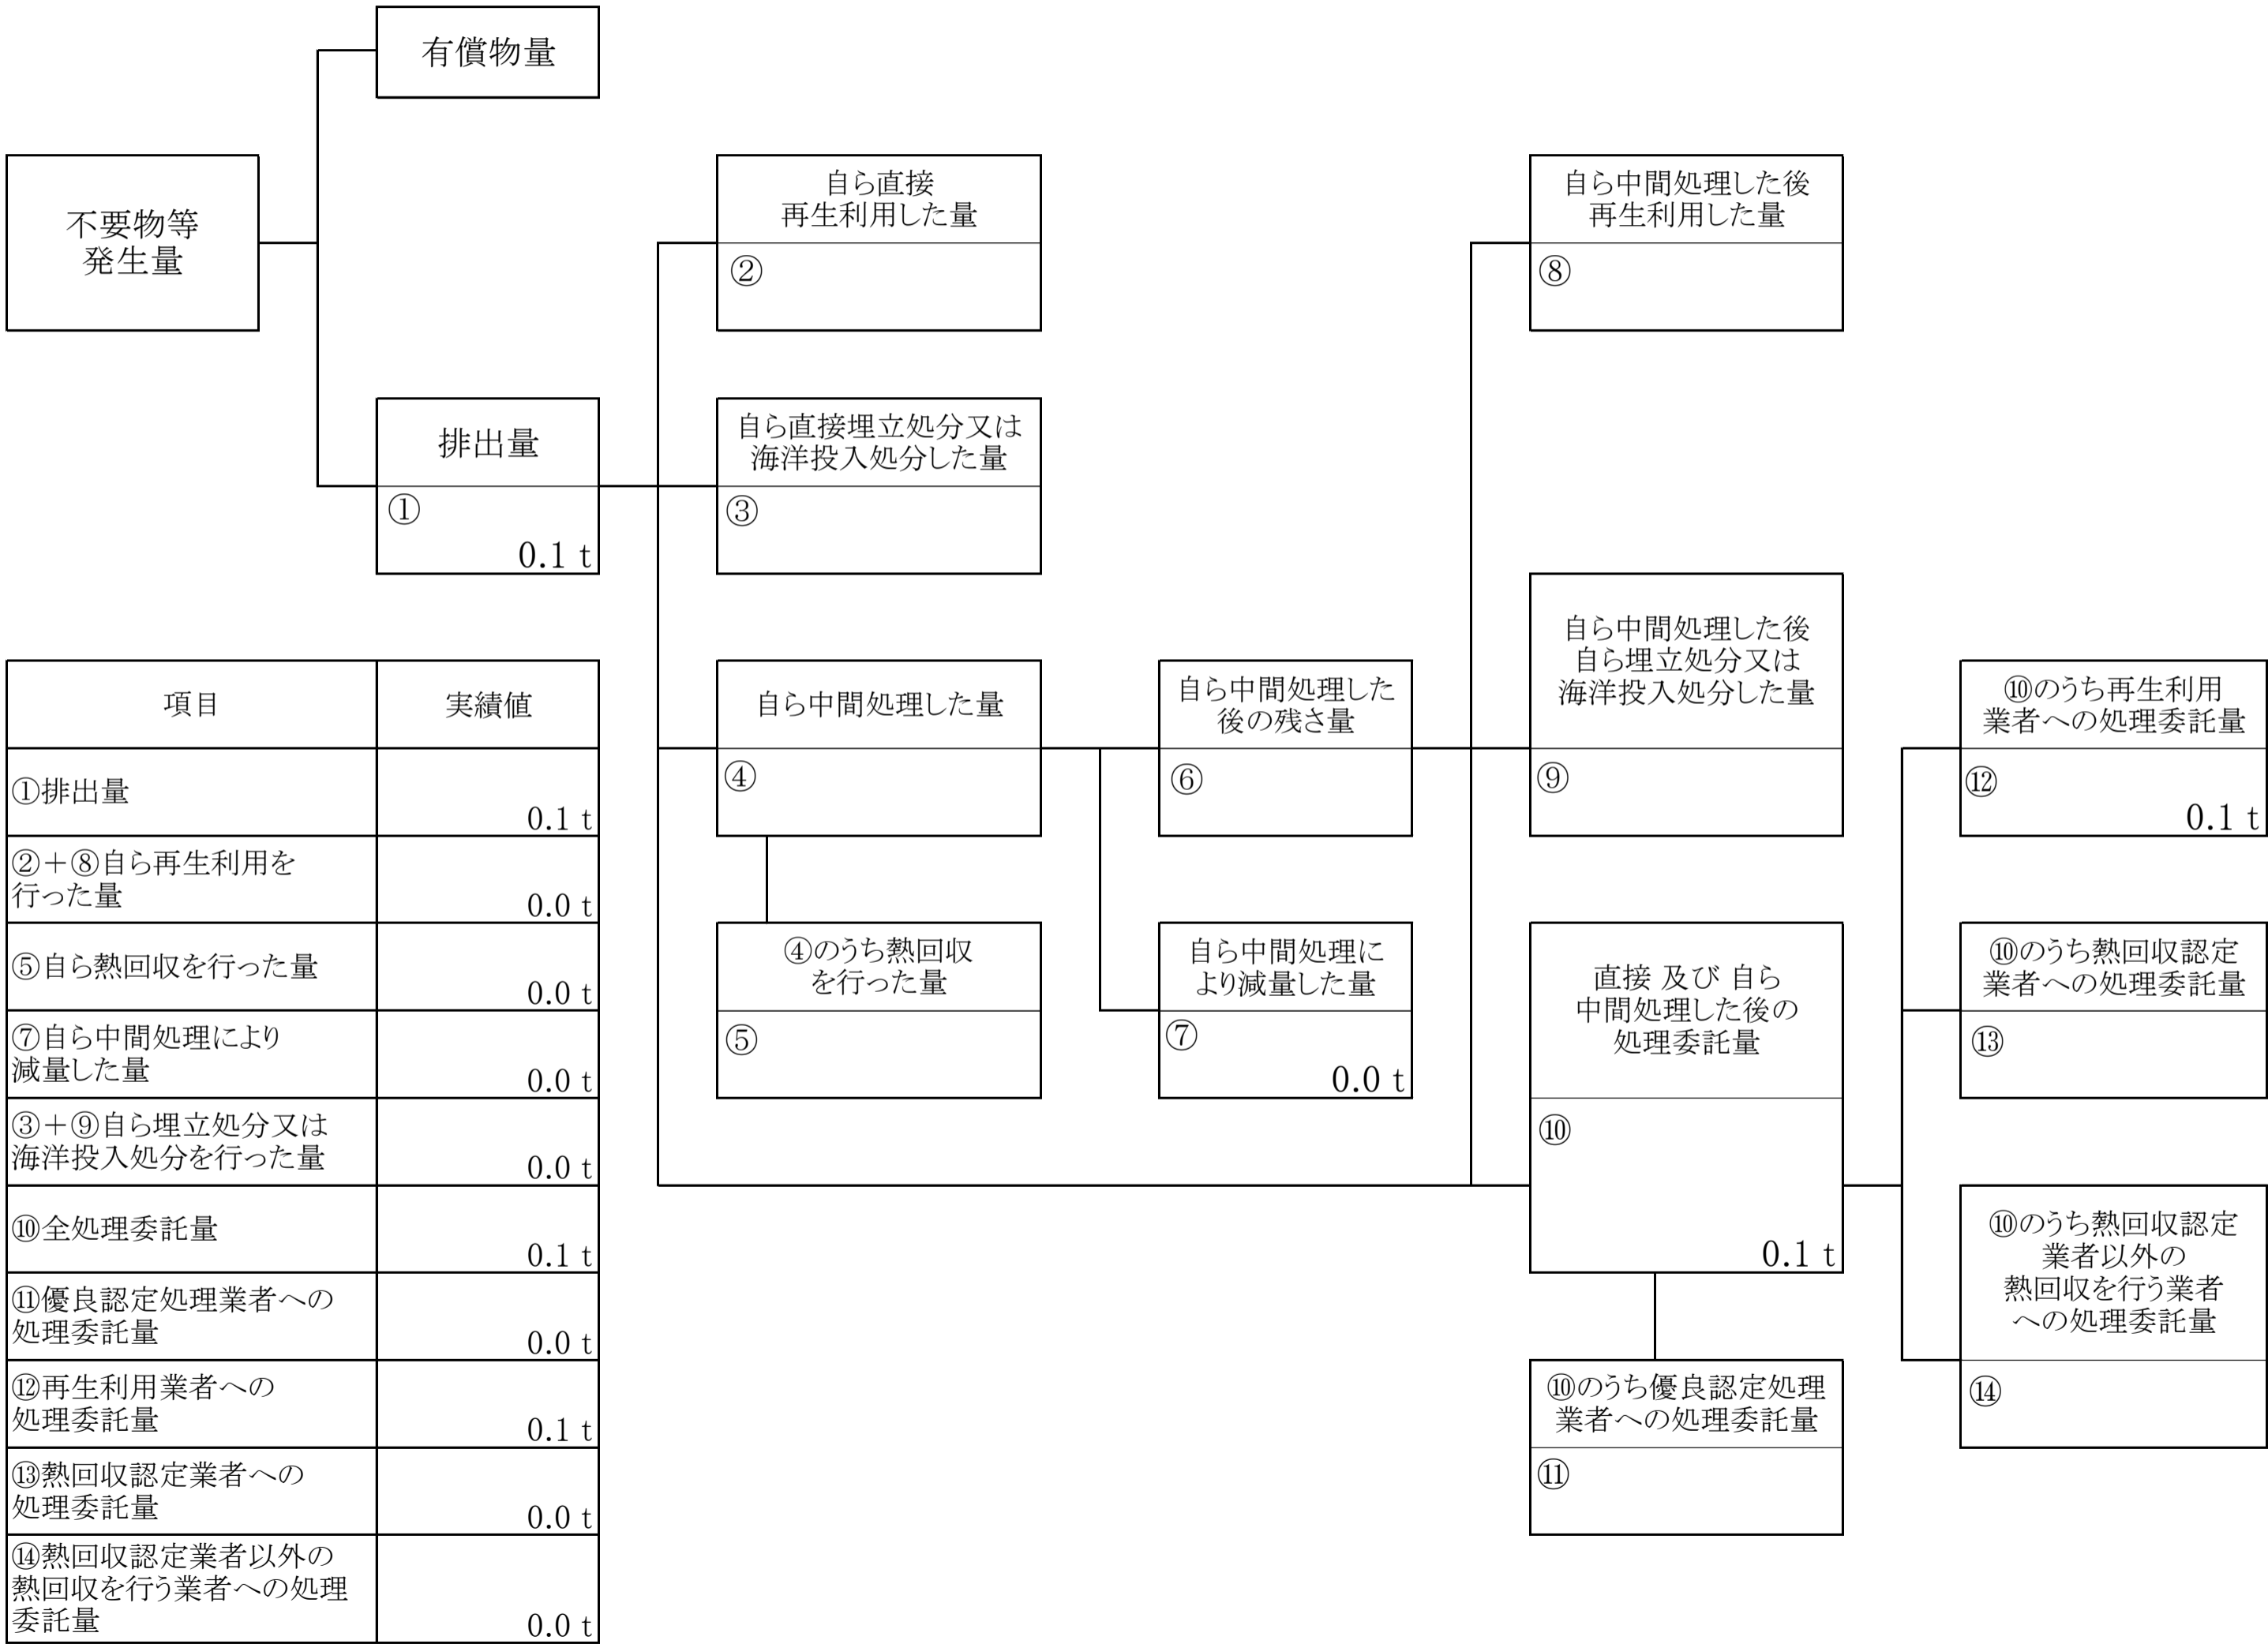 有償物量
不要物等
発生量
排出量
①
0.1 t
自ら直接
再生利用した量
②
自ら直接埋立処分又は
海洋投入処分した量
③
自ら中間処理した量
④
④のうち熱回収
を行った量
⑤
自ら中間処理した
後の残さ量
⑥
自ら中間処理に
より減量した量
⑦
0.0 t
自ら中間処理した後
再生利用した量
⑧
自ら中間処理した後
自ら埋立処分又は
海洋投入処分した量
⑨
直接 及び 自ら
中間処理した後の
処理委託量
⑩
0.1 t
⑩のうち優良認定処理
業者への処理委託量
⑪
⑩のうち再生利用
業者への処理委託量
⑫
0.1 t
⑩のうち熱回収認定
業者への処理委託量
⑬
⑩のうち熱回収認定
業者以外の
熱回収を行う業者
への処理委託量
⑭
項目 実績値
①排出量
0.1 t
②+⑧自ら再生利用を
行った量
0.0 t
⑤自ら熱回収を行った量
0.0 t
⑦自ら中間処理により
減量した量
0.0 t
③+⑨自ら埋立処分又は
海洋投入処分を行った量
0.0 t
⑩全処理委託量
0.1 t
⑪優良認定処理業者への
処理委託量
0.0 t
⑫再生利用業者への
処理委託量
0.1 t
⑬熱回収認定業者への
処理委託量
0.0 t
⑭熱回収認定業者以外の
熱回収を行う業者への処理
委託量
0.0 t